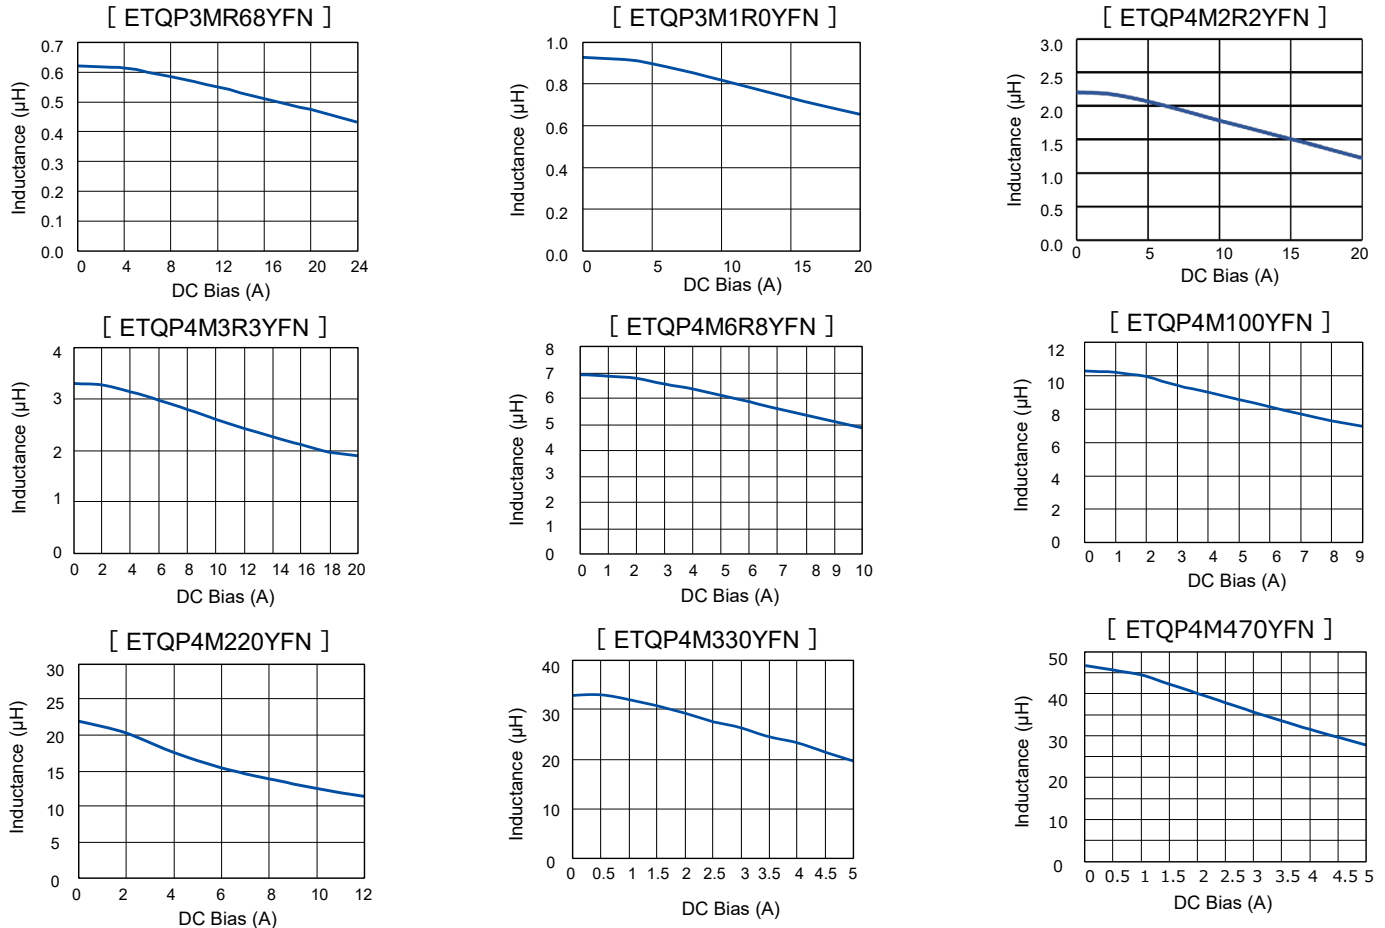 [ ETQP3MR68YFN ]
0.7
0.6
0.5
0.4
0.3
0.2
0.1
0.0
Inductance (μH)
0 4 8 12 16 20 24
DC Bias (A)
[ ETQP3M1R0YFN ]
1.0
0.8
0.6
0.4
0.2
0.0
Inductance (μH)
0 5 10 15 20
DC Bias (A)
[ ETQP4M2R2YFN ]
3.0
2.5
2.0
1.5
1.0
0.5
0.0
Inductance (μH)
0 5 10 15 20
DC Bias (A)
[ ETQP4M3R3YFN ]
4
3
2
1
0
Inductance (μH)
0 2 4 6 8 10 12 14 16 18 20
DC Bias (A)
[ ETQP4M6R8YFN ]
8
7
6
5
4
3
2
1
0
Inductance (μH)
0 1 2 3 4 5 6 7 8 9 10
DC Bias (A)
[ ETQP4M100YFN ]
12
10
8
6
4
2
0
Inductance (μH)
0 1 2 3 4 5 6 7 8 9
DC Bias (A)
[ ETQP4M220YFN ]
30
25
20
15
10
5
0
Inductance (μH)
0 2 4 6 8 10 12
DC Bias (A)
[ ETQP4M330YFN ]
40
30
20
10
0
Inductance (μH)
0 0.5 1 1.5 2 2.5 3 3.5 4 4.5 5
DC Bias (A)
[ ETQP4M470YFN ]
50
40
30
20
10
0
Inductance (μH)
0 0.5 1 1.5 2 2.5 3 3.5 4 4.5 5
DC Bias (A)